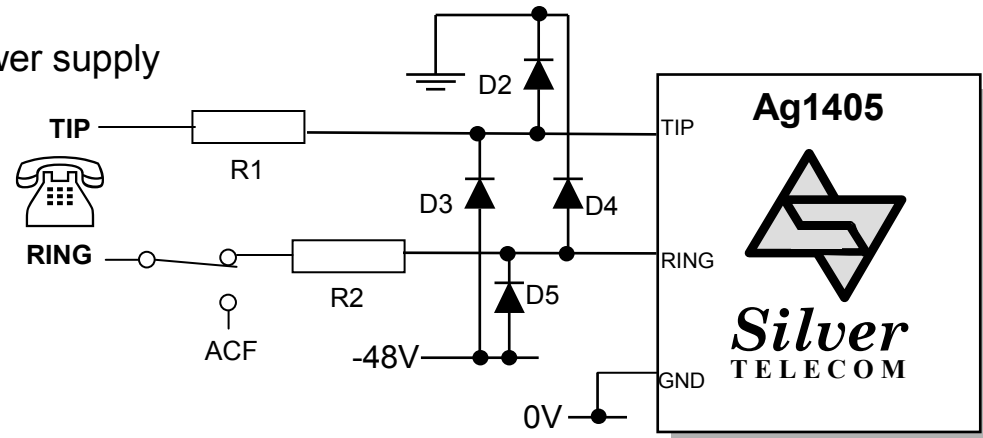 wer supply
D2
Ag1405
TIP
TIP
R1
D3
D4
RING
RING
R2
D5
ACF
-48V
Silver
TELECOM
GND
0V